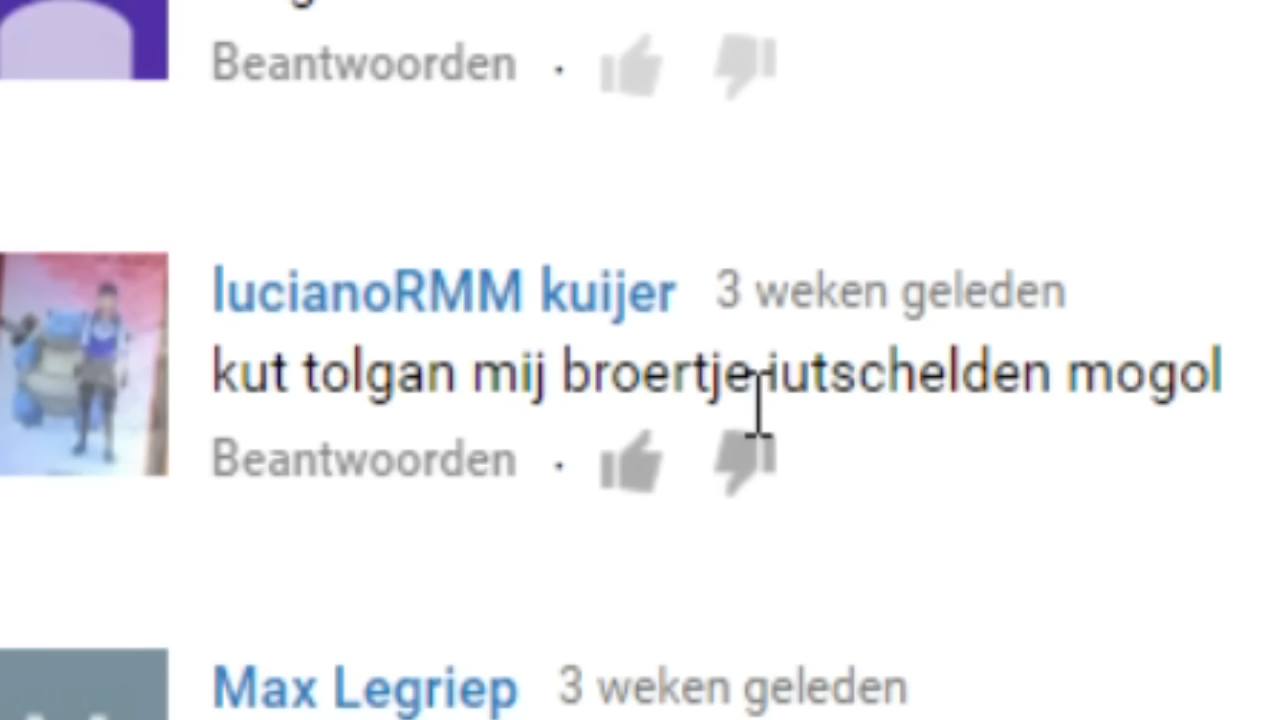 Beantwoorden ·
lucianoRMM kuijer 3 weken geleden
kut tolgan mij broertje iutschelden mogol
Beantwoorden ·
Max Legriep 3 weken geleden